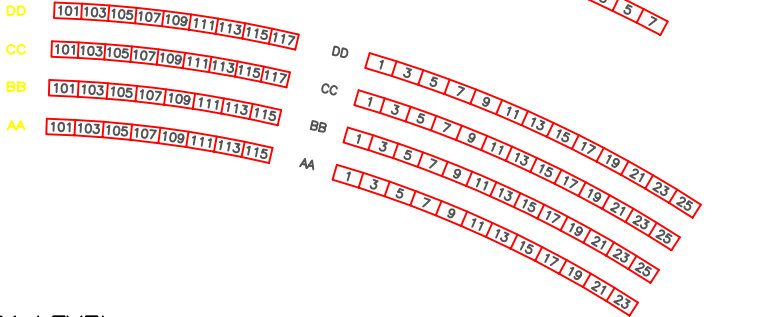 5 7
DD 101 103 105 107 109 111 113 115 117
CC 101 103 105 107 109 111 113 115 117
BB 101 103 105 107 109 111 113 115
AA 101 103 105 107 109 111 113 115
DD 1 3 5 7 9 11 13 15 17 19 21 23 25
CC 1 3 5 7 9 11 13 15 17 19 21 23 25
BB 1 3 5 7 9 11 13 15 17 19 21 23 25
AA 1 3 5 7 9 11 13 15 17 19 21 23